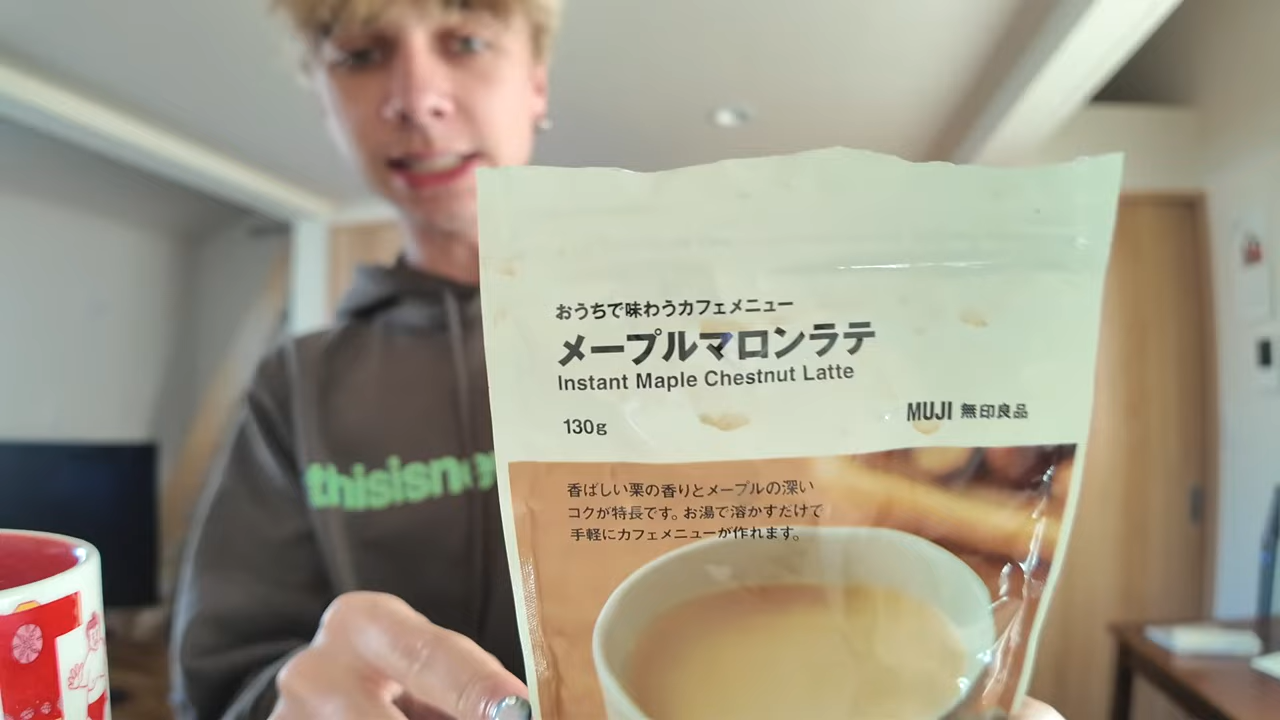 おうちで味わうカフェメニュー
メープルマロンラテ
Instant Maple Chestnut Latte
130g
MUJI 無印良品
香ばしい栗の香りとメープルの深い
コクが特長です。お湯で溶かすだけで
手軽にカフェメニューが作れます。